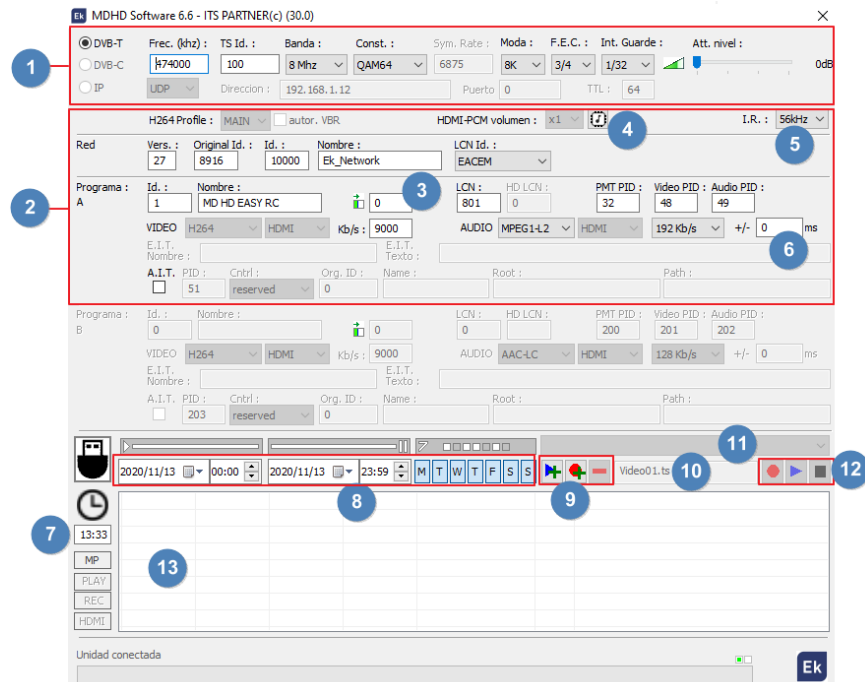 Ek MDHD Software 6.6 - ITS PARTNER(c) (30.0)
DVB-T Frec. (khz) : TS Id. : Banda : Const. : Sym. Rate : Moda : F.E.C. : Int. Guarde : Att. nivel :
1 DVB-C 474000 100 8 Mhz QAM64 6875 8K 3/4 1/32 0dB
IP UDP Direccion : 192.168.1.12 Puerto 0 TTL : 64
H264 Profile : MAIN autor. VBR HDMI-PCM volumen : x1 4 I.R. : 56kHz
5
Red Vers. : Original Id. : Id. : Nombre : LCN Id. :
27 8916 10000 Ek_Network EACEM
2 3
Programa : Id. : Nombre : LCN : HD LCN : PMT PID : Video PID : Audio PID :
A 1 MD HD EASY RC 0 801 0 32 48 49
VIDEO H264 HDMI Kb/s : 9000 AUDIO MPEG1-L2 HDMI 192 Kb/s +/- 0 ms
6
E.I.T. Nombre : E.I.T. Texto :
A.I.T. PID : Cntrl : Org. ID : Name : Root : Path :
51 reserved 0
Programa : Id. : Nombre : LCN : HD LCN : PMT PID : Video PID : Audio PID :
B 0 0 0 200 201 202
VIDEO H264 HDMI Kb/s : 9000 AUDIO AAC-LC HDMI 128 Kb/s +/- 0 ms
E.I.T. Nombre : E.I.T. Texto :
A.I.T. PID : Cntrl : Org. ID : Name : Root : Path :
203 reserved 0
11
2020/11/13 00:00 2020/11/13 23:59 M T W T F S S Video01.ts 10 12
8 9
7 13:33
13
MP
PLAY
REC
HDMI
Unidad conectada
Ek